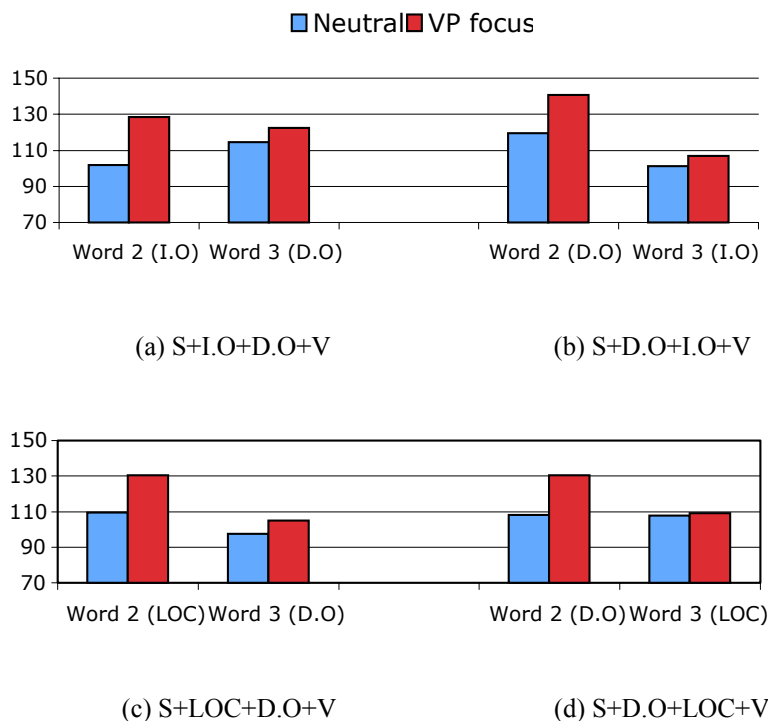 Neutral VP focus
150
130
110
90
70
Word 2 (I.O) Word 3 (D.O) Word 2 (D.O) Word 3 (I.O)
(a) S+I.O+D.O+V (b) S+D.O+I.O+V
150
130
110
90
70
Word 2 (LOC) Word 3 (D.O) Word 2 (D.O) Word 3 (LOC)
(c) S+LOC+D.O+V (d) S+D.O+LOC+V